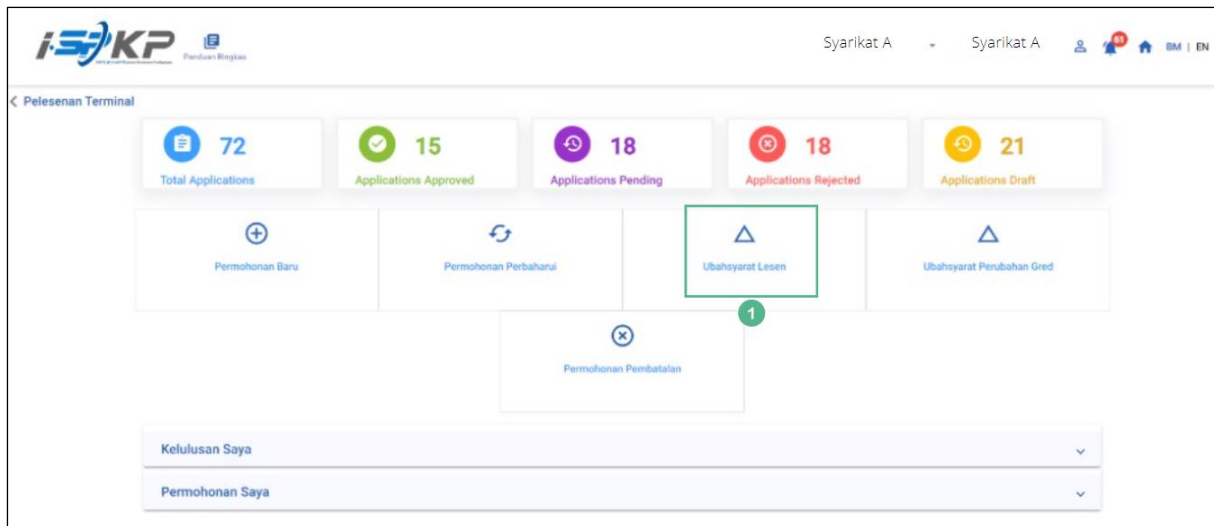 i-SPKP
Panduan Ringkas
Syarikat A Syarikat A 61 BM | EN
Pelesenan Terminal
72 15 18 18 21
Total Applications Applications Approved Applications Pending Applications Rejected Applications Draft
Permohonan Baru Permohonan Perbaharui Ubahsyarat Lesen Ubahsyarat Perubahan Gred
1
Permohonan Pembatalan
Kelulusan Saya
Permohonan Saya